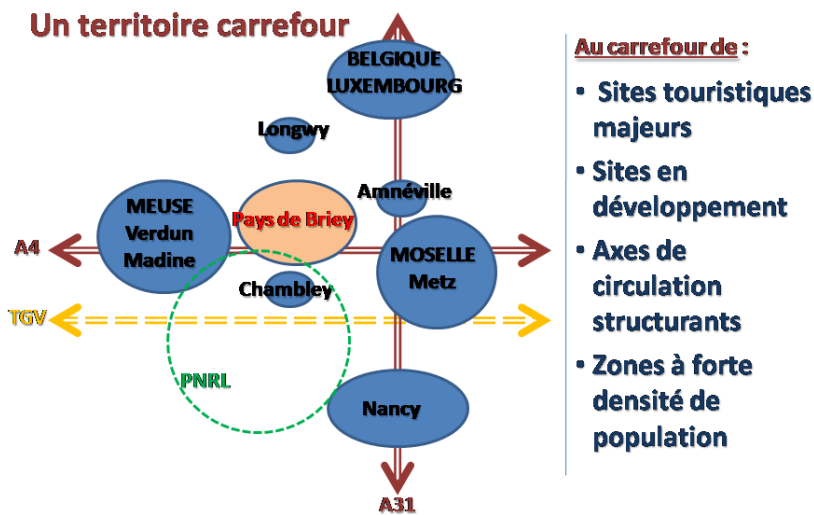 Un territoire carrefour
BELGIQUE
LUXEMBOURG
Longwy
Amnéville
MEUSE
Verdun
Madine
Pays de Briey
A4
MOSELLE
Metz
Chambley
TGV
PNRL
Nancy
A31
Au carrefour de :
• Sites touristiques
majeurs
• Sites en
développement
• Axes de
circulation
structurants
• Zones à forte
densité de
population